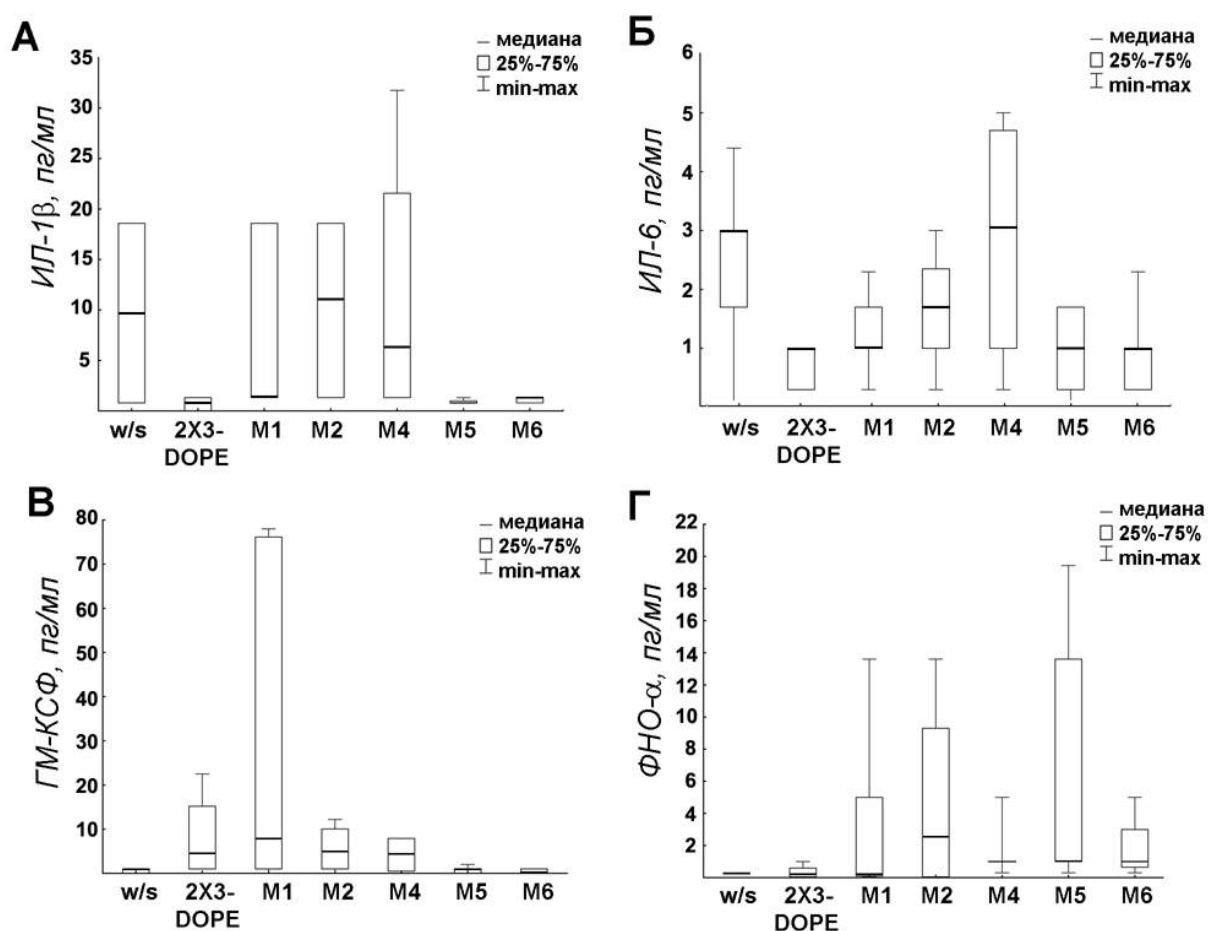 А
– медиана
25%-75%
min-max
ИЛ-1β, пг/мл
35
30
25
20
15
10
5
w/s 2X3- M1 M2 M4 M5 M6
DOPE
Б
– медиана
25%-75%
min-max
ИЛ-6, пг/мл
6
5
4
3
2
1
w/s 2X3- M1 M2 M4 M5 M6
DOPE
В
– медиана
25%-75%
min-max
ГМ-КСФ, пг/мл
80
70
60
50
40
30
20
10
w/s 2X3- M1 M2 M4 M5 M6
DOPE
Г
– медиана
25%-75%
min-max
ФНО-α, пг/мл
22
20
18
16
14
12
10
8
6
4
2
w/s 2X3- M1 M2 M4 M5 M6
DOPE